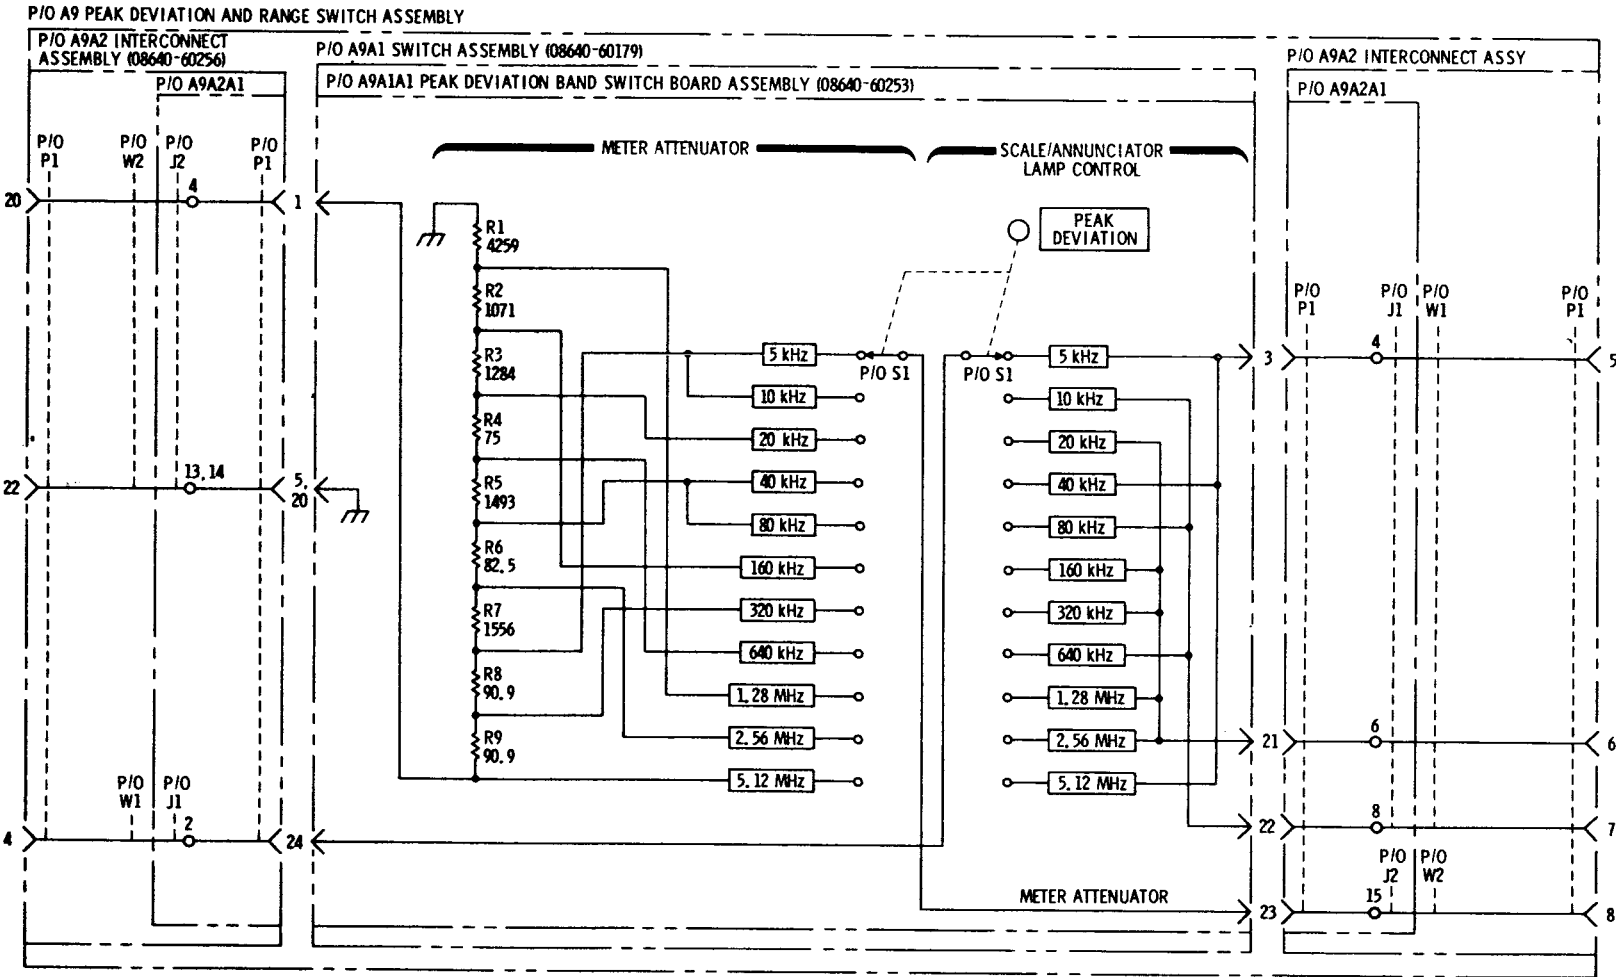 P/O A9 PEAK DEVIATION AND RANGE SWITCH ASSEMBLY
P/O A9A2 INTERCONNECT
ASSEMBLY (08640-60256)
P/O A9A2A1
P/O A9A1 SWITCH ASSEMBLY (08640-60179)
P/O A9A1A1 PEAK DEVIATION BAND SWITCH BOARD ASSEMBLY (08640-60253)
P/O A9A2 INTERCONNECT ASSY
P/O A9A2A1
P/O
P1
P/O
W2
P/O
J2
P/O
P1
20
4
1
METER ATTENUATOR
SCALE/ANNUNCIATOR
LAMP CONTROL
PEAK
DEVIATION
R1
4259
R2
1071
R3
1284
R4
75
R5
1493
R6
82.5
R7
1556
R8
90.9
R9
90.9
5 kHz
10 kHz
20 kHz
40 kHz
80 kHz
160 kHz
320 kHz
640 kHz
1.28 MHz
2.56 MHz
5.12 MHz
P/O S1
P/O S1
5 kHz
10 kHz
20 kHz
40 kHz
80 kHz
160 kHz
320 kHz
640 kHz
1.28 MHz
2.56 MHz
5.12 MHz
22
13, 14
5,
20
P/O
W1
P/O
J1
4
2
24
METER ATTENUATOR
P/O
P1
P/O
J1
P/O
W1
P/O
P1
3
4
5
21
6
6
22
8
7
P/O
J2
P/O
W2
23
15
8